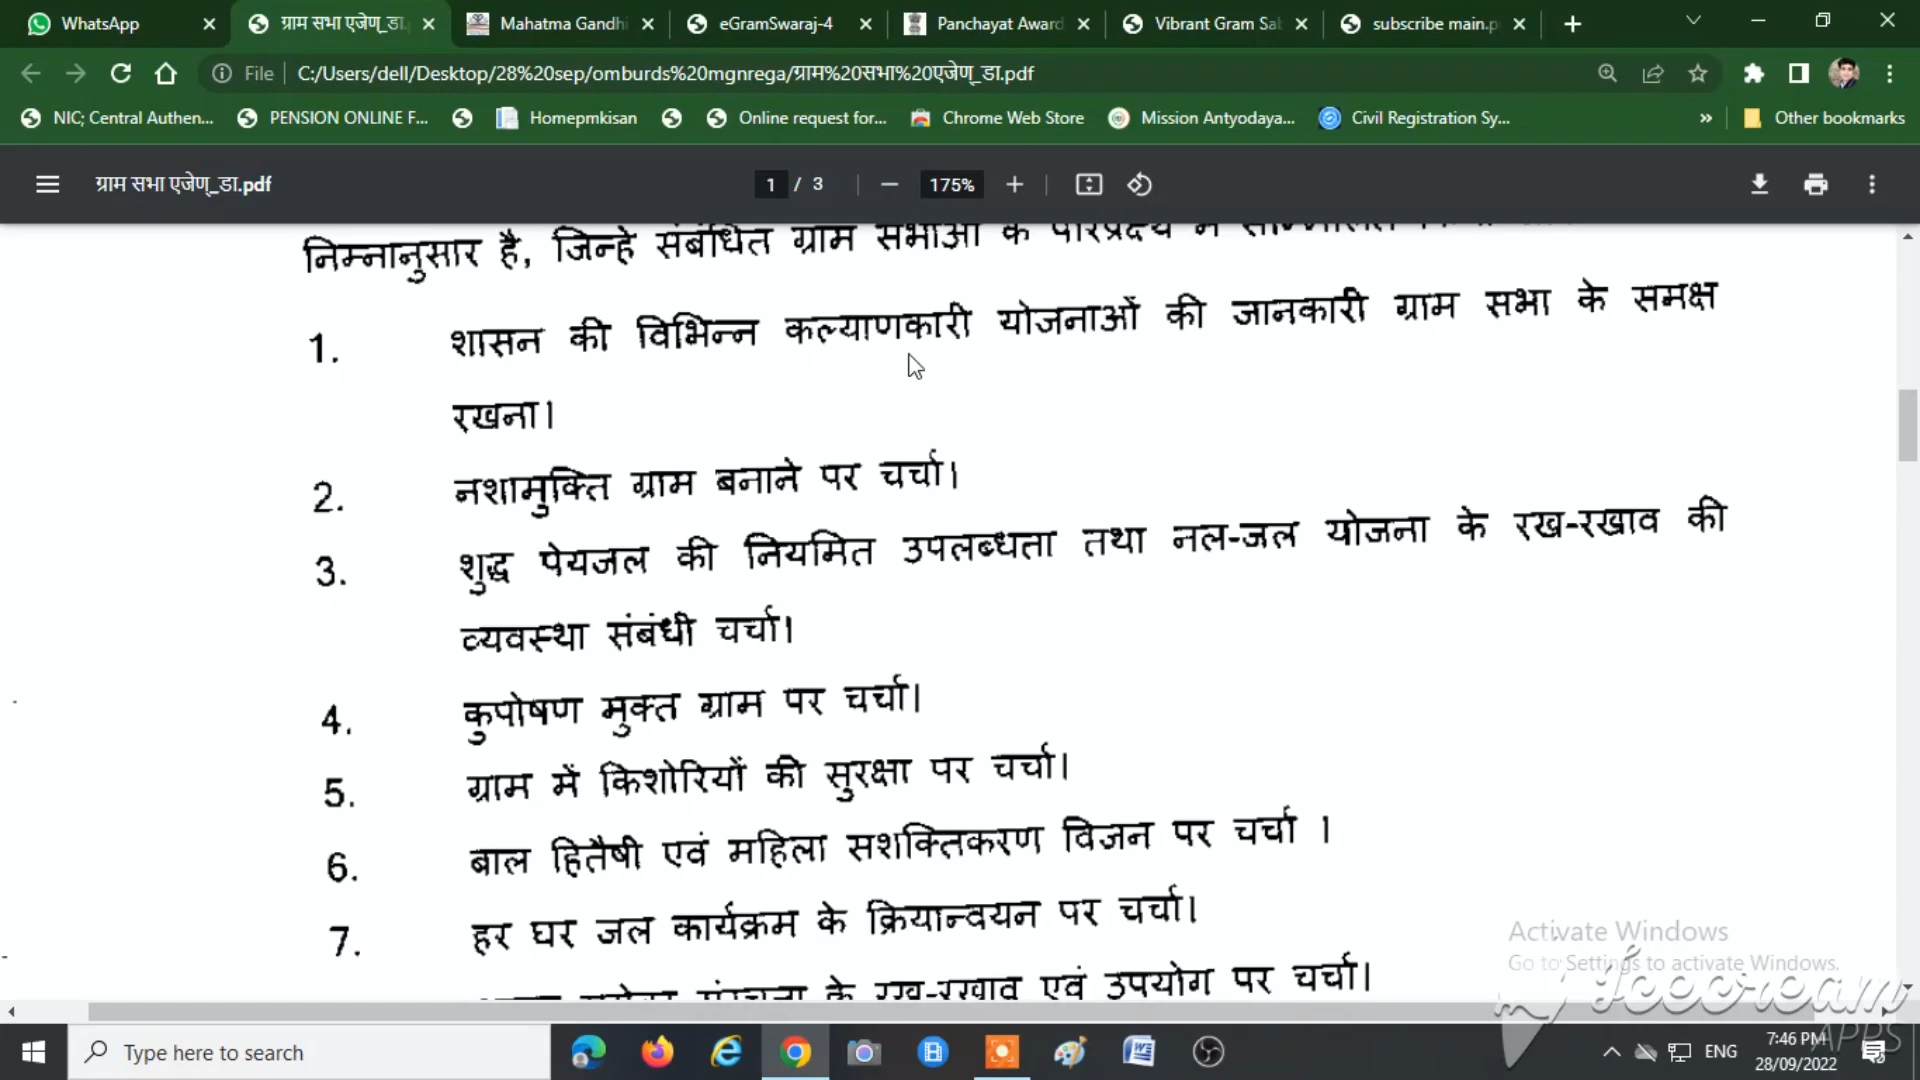 WhatsApp
ग्राम सभा एजेण्_डा.
Mahatma Gandhi
eGramSwaraj-4
Panchayat Award
Vibrant Gram Sa
subscribe main.p
File
C:/Users/dell/Desktop/28%20sep/omburds%20mgnrega/ग्राम%20सभा%20एजेण्_डा.pdf
NIC; Central Authen...
PENSION ONLINE F...
Homepmkisan
Online request for...
Chrome Web Store
Mission Antyodaya...
Civil Registration Sy...
»
Other bookmarks
ग्राम सभा एजेण्_डा.pdf
1 / 3
175%
निम्नानुसार है, जिन्हे संबंधित ग्राम सभाओं के परिप्रेक्ष्य में
1. शासन की विभिन्न कल्याणकारी योजनाओं की जानकारी ग्राम सभा के समक्ष
रखना।
2. नशामुक्ति ग्राम बनाने पर चर्चा।
3. शुद्ध पेयजल की नियमित उपलब्धता तथा नल-जल योजना के रख-रखाव की
व्यवस्था संबंधी चर्चा।
4. कुपोषण मुक्त ग्राम पर चर्चा।
5. ग्राम में किशोरियों की सुरक्षा पर चर्चा।
6. बाल हितैषी एवं महिला सशक्तिकरण विजन पर चर्चा ।
7. हर घर जल कार्यक्रम के क्रियान्वयन पर चर्चा।
के रख-रखाव एवं उपयोग पर चर्चा।
Activate Windows
Go to Settings to activate Windows.
Icecream
APPS
Type here to search
ENG
7:46 PM
28/09/2022